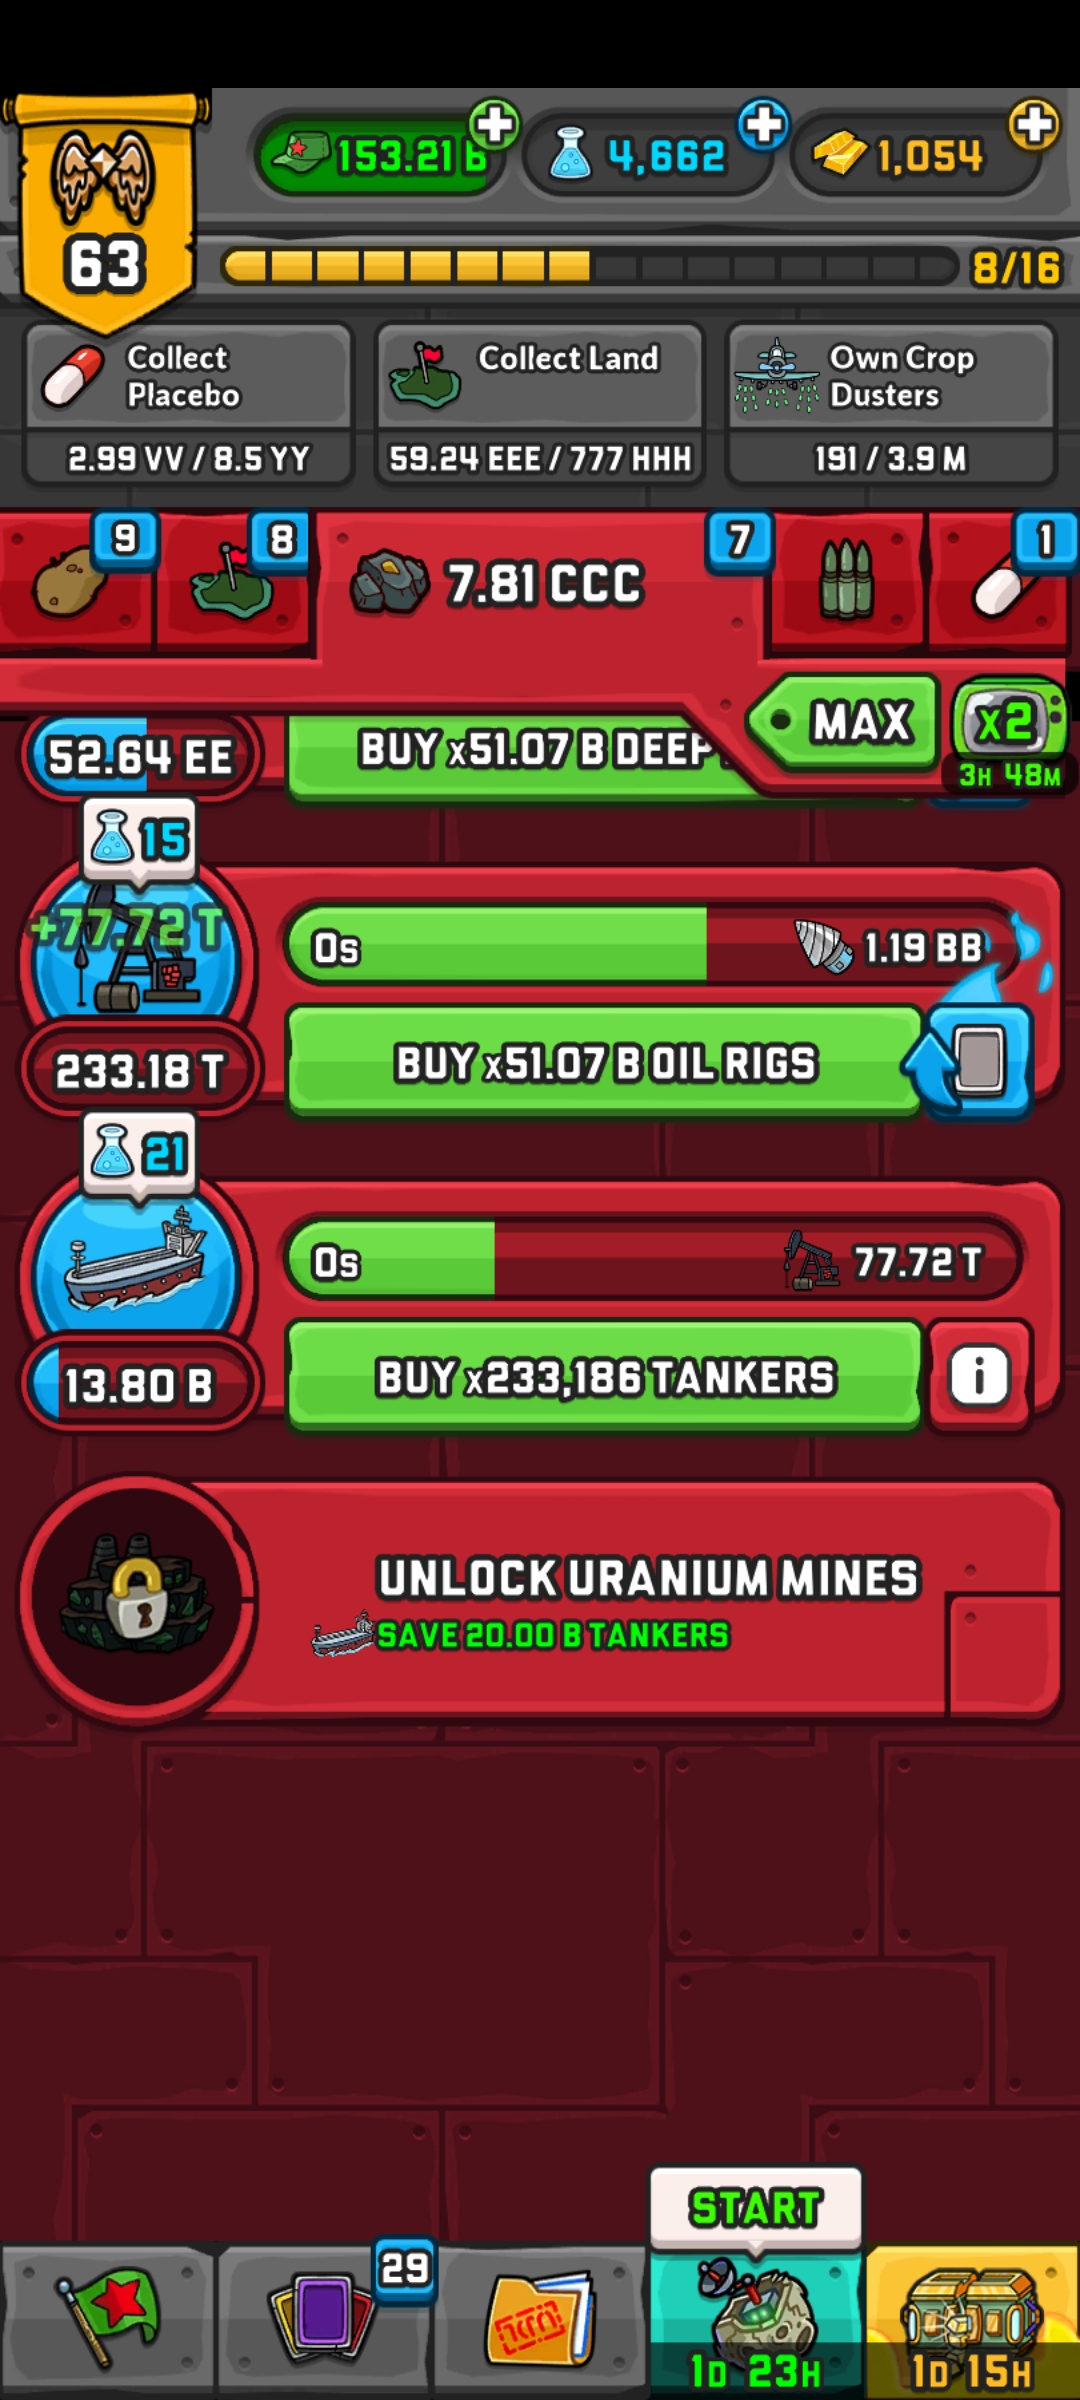 153.21 B
4,662
1,054
63
8/16
Collect
Placebo
Collect Land
Own Crop
Dusters
2.99 VV / 8.5 YY
59.24 EEE / 777 HHH
191 / 3.9 M
9
8
7.81 CCC
7
1
MAX
x2
3H 48M
52.64 EE
BUY x51.07 B DEEP
15
+77.72 T
0s
1.19 BB
233.18 T
BUY x51.07 B OIL RIGS
21
0s
77.72 T
13.80 B
BUY x233,186 TANKERS
i
UNLOCK URANIUM MINES
SAVE 20.00 B TANKERS
START
29
1D 23H
1D 15H